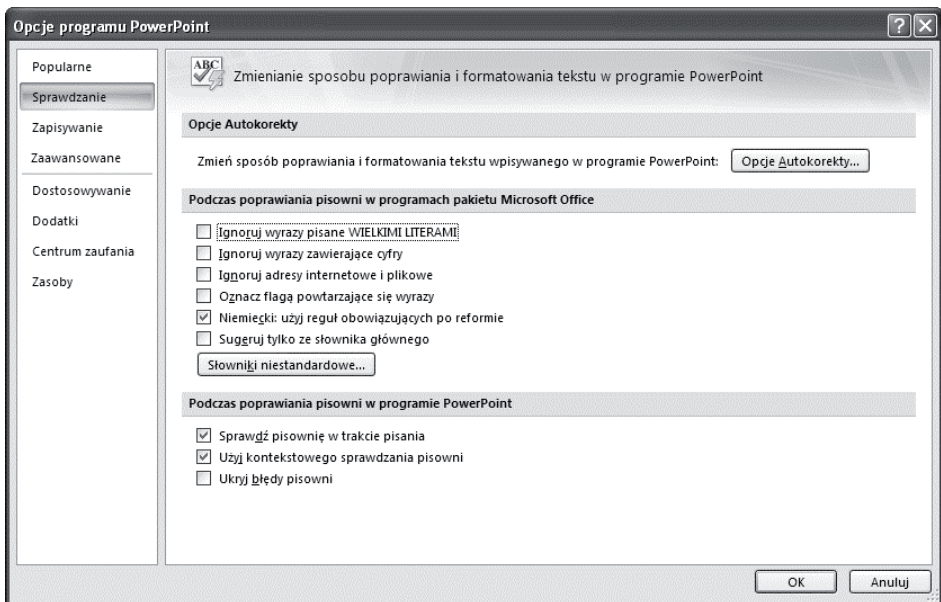 Opcje programu PowerPoint
Popularne
Sprawdzanie
Zapisywanie
Zaawansowane
Dostosowywanie
Dodatki
Centrum zaufania
Zasoby
ABC
Zmienianie sposobu poprawiania i formatowania tekstu w programie PowerPoint
Opcje Autokorekty
Zmień sposób poprawiania i formatowania tekstu wpisywanego w programie PowerPoint: Opcje Autokorekty...
Podczas poprawiania pisowni w programach pakietu Microsoft Office
Ignoruj wyrazy pisane WIELKIMI LITERAMI
Ignoruj wyrazy zawierające cyfry
Ignoruj adresy internetowe i plikowe
Oznacz flagą powtarzające się wyrazy
Niemiecki: użyj reguł obowiązujących po reformie
Sugeruj tylko ze słownika głównego
Słowniki niestandardowe...
Podczas poprawiania pisowni w programie PowerPoint
Sprawdź pisownię w trakcie pisania
Użyj kontekstowego sprawdzania pisowni
Ukryj błędy pisowni
OK Anuluj